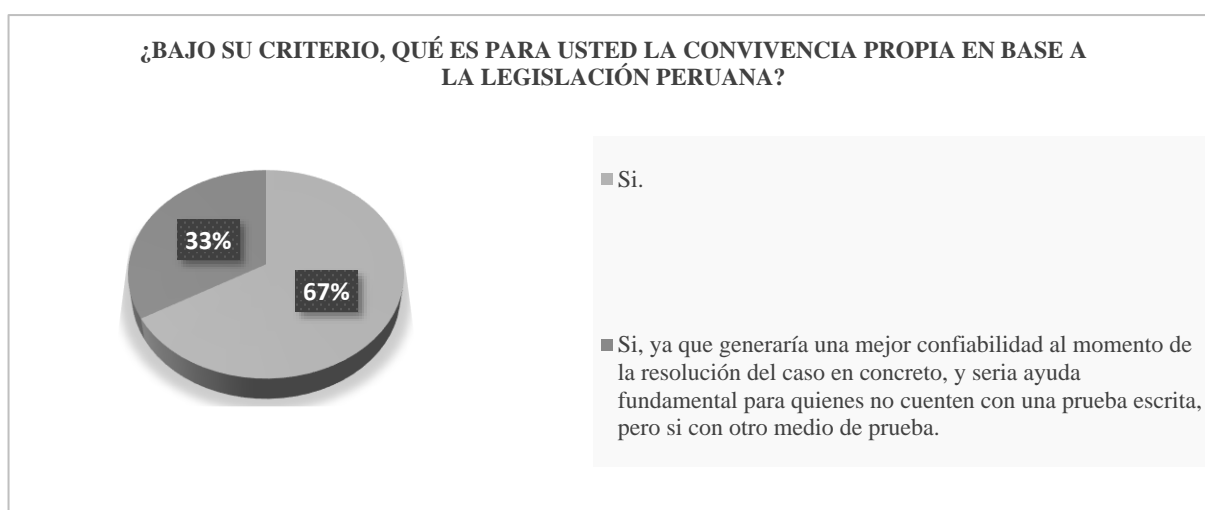 ¿BAJO SU CRITERIO, QUÉ ES PARA USTED LA CONVIVENCIA PROPIA EN BASE A
LA LEGISLACIÓN PERUANA?
33%
67%
Si.
Si, ya que generaría una mejor confiabilidad al momento de
la resolución del caso en concreto, y seria ayuda
fundamental para quienes no cuenten con una prueba escrita,
pero si con otro medio de prueba.